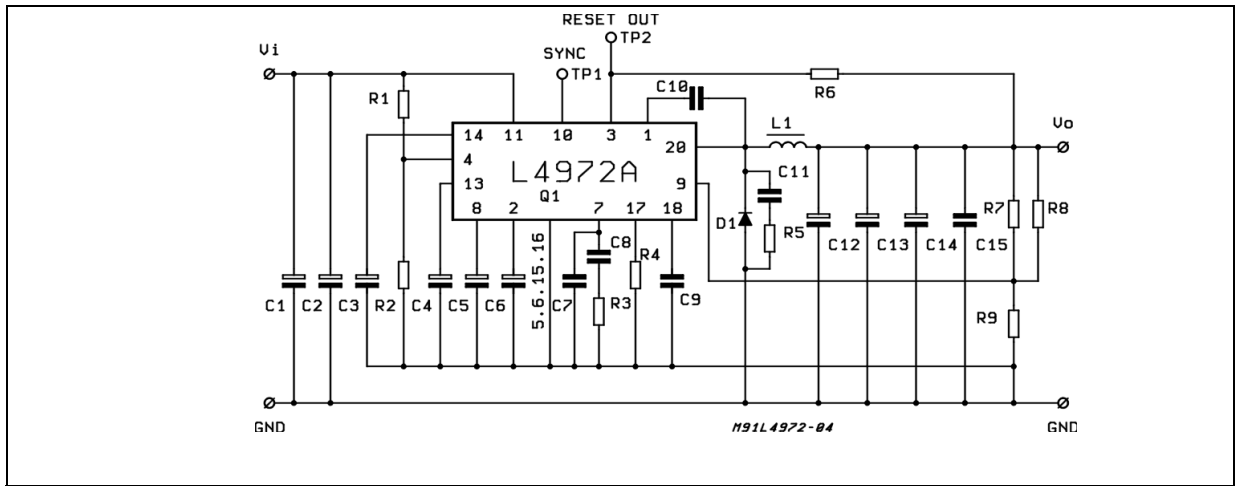 RESET OUT
TP2
SYNC
TP1
Vi
C10
R6
R1
L1
Vo
14 11 10 3 1
20
4
L4972A
13
Q1
9
8 2 7 17 18
C11
D1
R5
R7 R8
C12 C13 C14 C15
5.6.15.16
C8
R4
C1 C2 C3 R2 C4 C5 C6 C7 R3 C9
R9
GND
M91L4972-04
GND